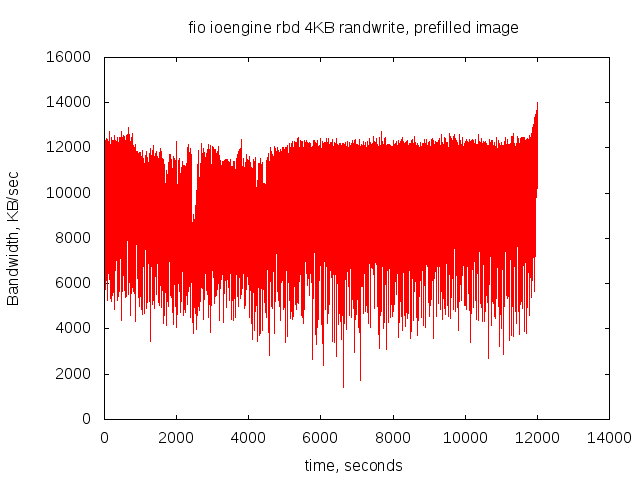 fio ioengine rbd 4KB randwrite, prefilled image
16000
14000
12000
10000
8000
6000
4000
2000
0
Bandwidth, KB/sec
0 2000 4000 6000 8000 10000 12000 14000
time, seconds